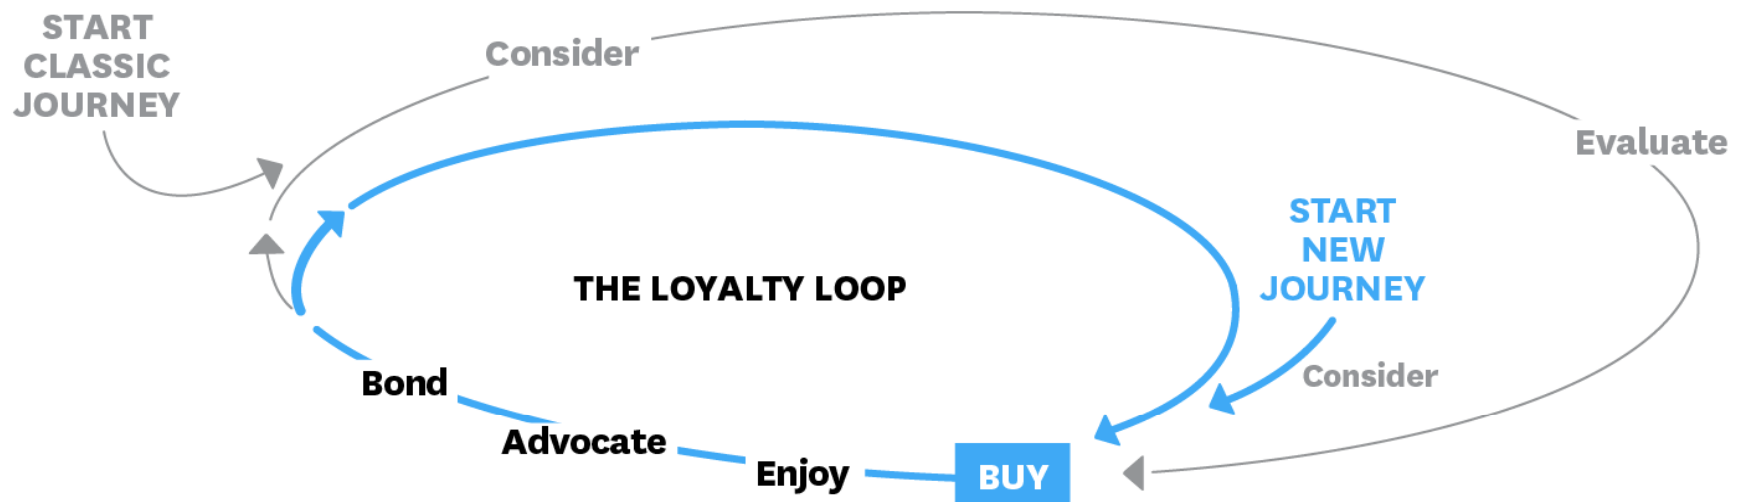 START
CLASSIC
JOURNEY
Consider
Evaluate
START
NEW
JOURNEY
THE LOYALTY LOOP
Consider
Bond
Advocate
Enjoy
BUY